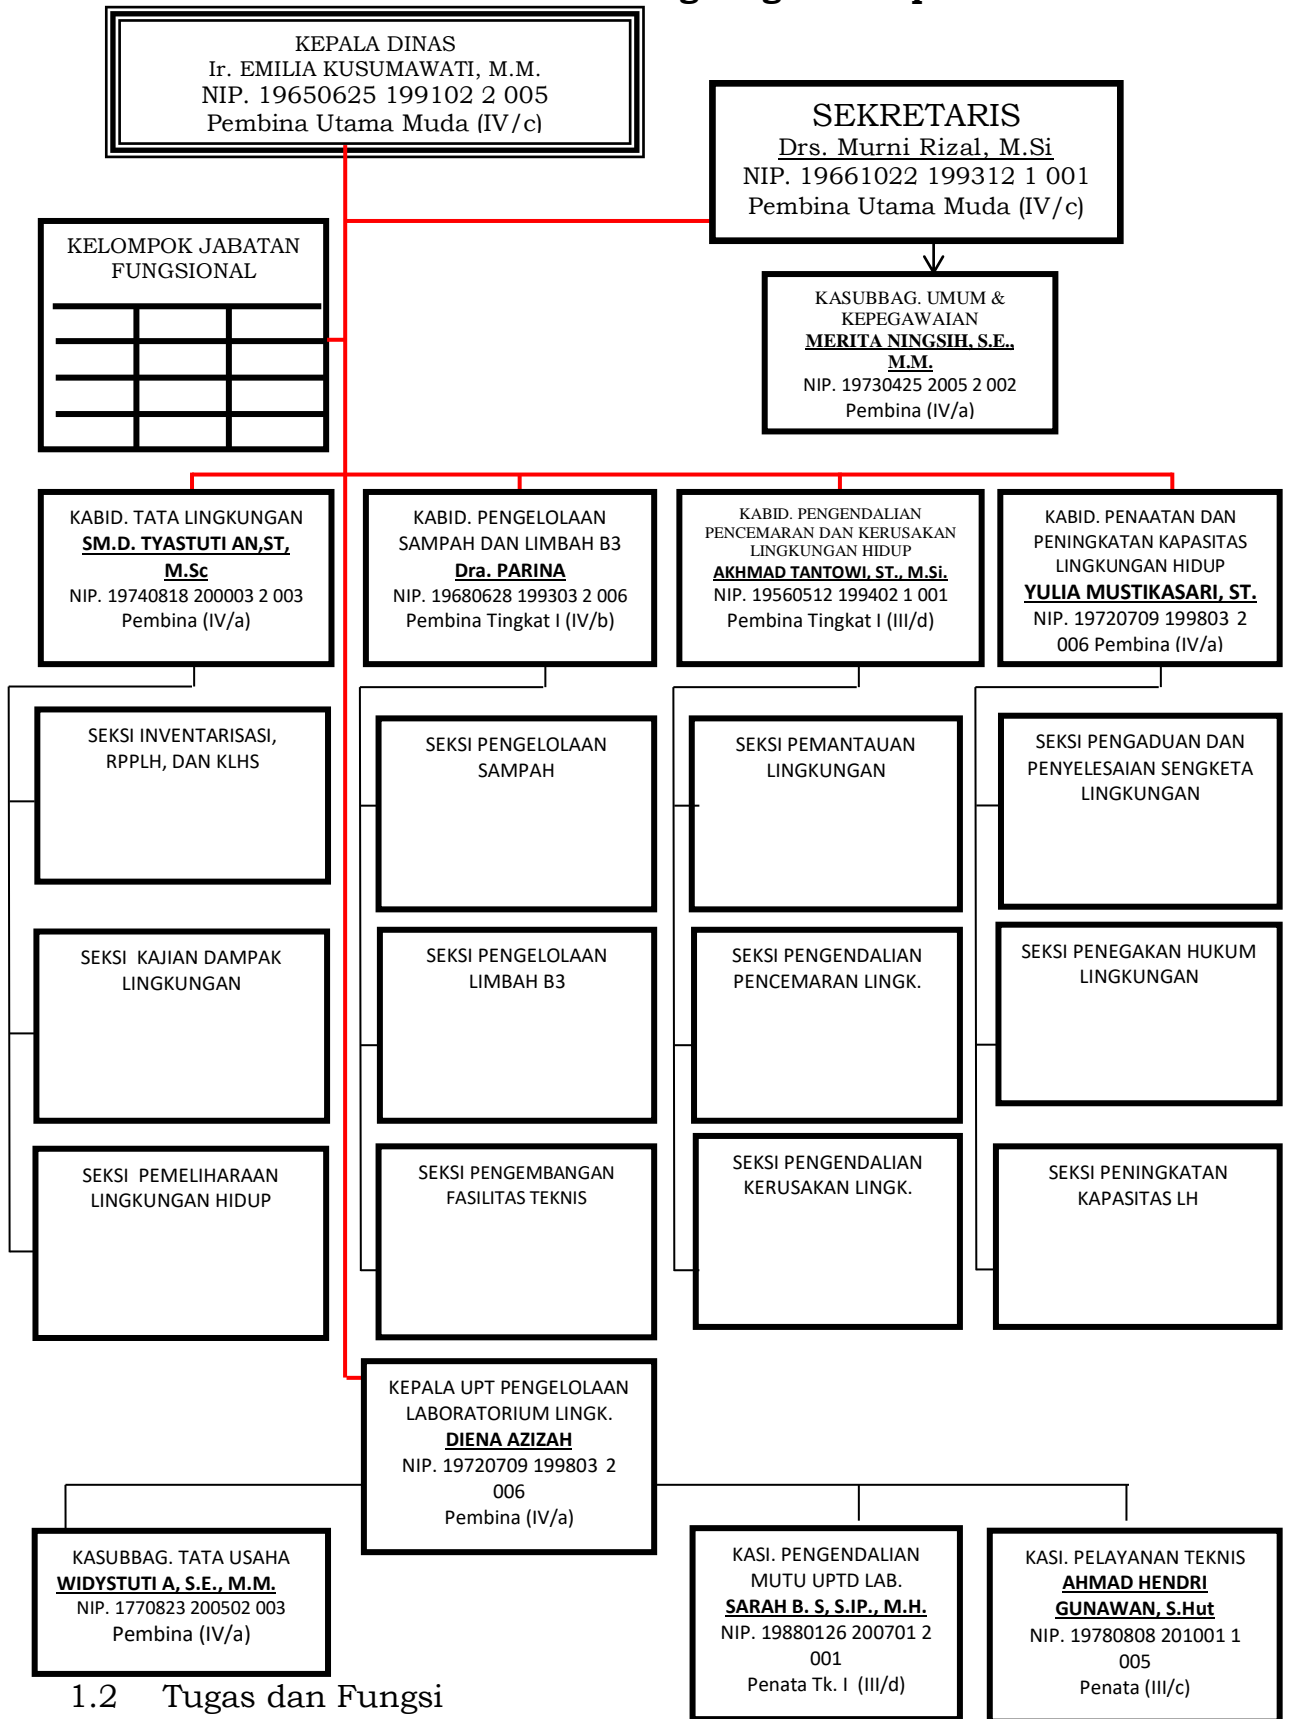 KEPALA DINAS
Ir. EMILIA KUSUMAWATI, M.M.
NIP. 19650625 199102 2 005
Pembina Utama Muda (IV/c)
SEKRETARIS
Drs. Murni Rizal, M.Si
NIP. 19661022 199312 1 001
Pembina Utama Muda (IV/c)
KELOMPOK JABATAN
FUNGSIONAL
KASUBBAG. UMUM &
KEPEGAWAIAN
MERITA NINGSIH, S.E.,
M.M.
NIP. 19730425 2005 2 002
Pembina (IV/a)
KABID. TATA LINGKUNGAN
SM.D. TYASTUTI AN,ST,
M.Sc
NIP. 19740818 200003 2 003
Pembina (IV/a)
KABID. PENGELOLAAN
SAMPAH DAN LIMBAH B3
Dra. PARINA
NIP. 19680628 199303 2 006
Pembina Tingkat I (IV/b)
KABID. PENGENDALIAN
PENCEMARAN DAN KERUSAKAN
LINGKUNGAN HIDUP
AKHMAD TANTOWI, ST., M.Si.
NIP. 19560512 199402 1 001
Pembina Tingkat I (III/d)
KABID. PENAATAN DAN
PENINGKATAN KAPASITAS
LINGKUNGAN HIDUP
YULIA MUSTIKASARI, ST.
NIP. 19720709 199803 2
006 Pembina (IV/a)
SEKSI INVENTARISASI,
RPPLH, DAN KLHS
SEKSI PENGELOLAAN
SAMPAH
SEKSI PEMANTAUAN
LINGKUNGAN
SEKSI PENGADUAN DAN
PENYELESAIAN SENGKETA
LINGKUNGAN
SEKSI KAJIAN DAMPAK
LINGKUNGAN
SEKSI PENGELOLAAN
LIMBAH B3
SEKSI PENGENDALIAN
PENCEMARAN LINGK.
SEKSI PENEGAKAN HUKUM
LINGKUNGAN
SEKSI PEMELIHARAAN
LINGKUNGAN HIDUP
SEKSI PENGEMBANGAN
FASILITAS TEKNIS
SEKSI PENGENDALIAN
KERUSAKAN LINGK.
SEKSI PENINGKATAN
KAPASITAS LH
KEPALA UPT PENGELOLAAN
LABORATORIUM LINGK.
DIENA AZIZAH
NIP. 19720709 199803 2
006
Pembina (IV/a)
KASUBBAG. TATA USAHA
WIDYSTUTI A, S.E., M.M.
NIP. 1770823 200502 003
Pembina (IV/a)
KASI. PENGENDALIAN
MUTU UPTD LAB.
SARAH B. S, S.IP., M.H.
NIP. 19880126 200701 2
001
Penata Tk. I (III/d)
KASI. PELAYANAN TEKNIS
AHMAD HENDRI
GUNAWAN, S.Hut
NIP. 19780808 201001 1
005
Penata (III/c)
1.2 Tugas dan Fungsi